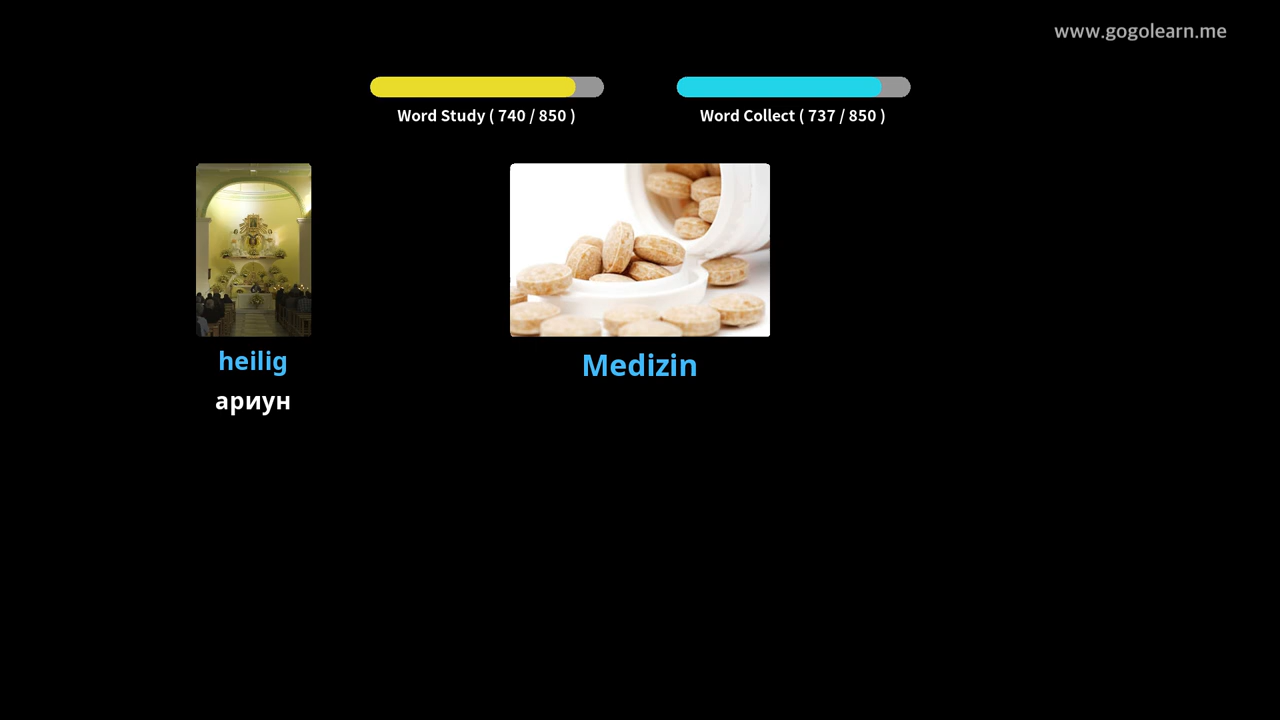 www.gogolearn.me
Word Study ( 740 / 850 )
Word Collect ( 737 / 850 )
heilig
ариун
Medizin